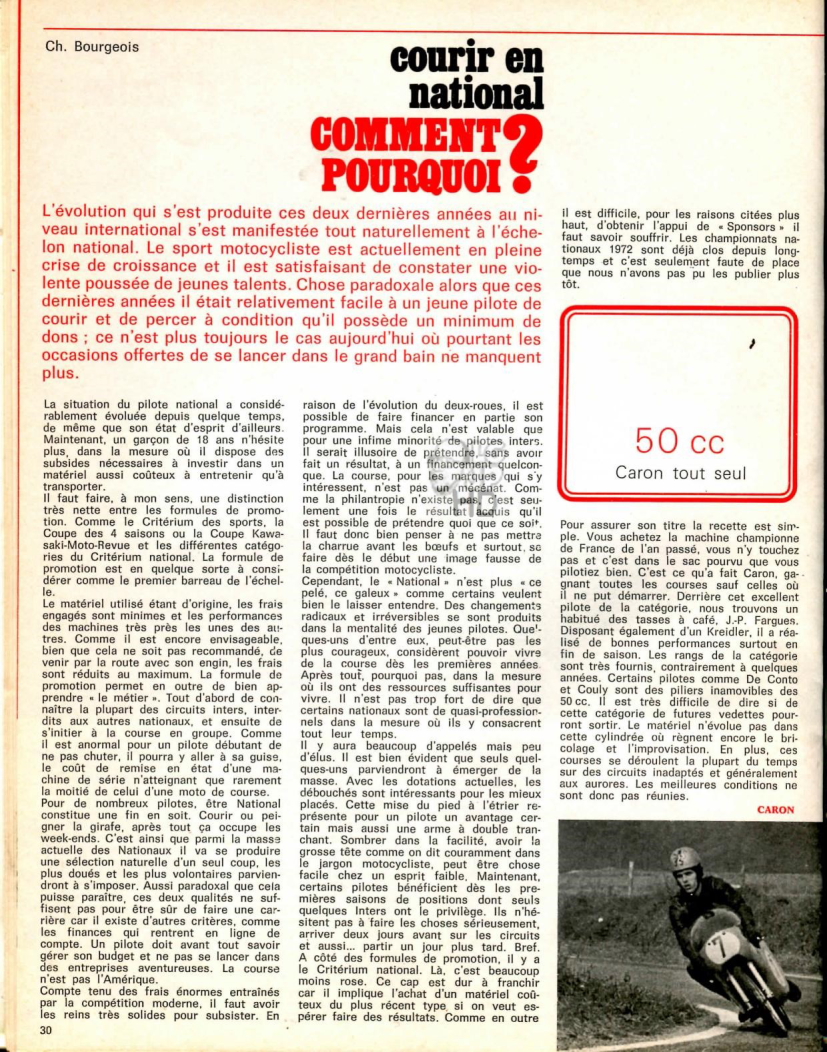 Ch. Bourgeois
courir en
national
COMMENT ?
POURQUOI
L'évolution qui s'est produite ces deux dernières années au ni-
veau international s'est manifestée tout naturellement à l'éche-
lon national. Le sport motocycliste est actuellement en pleine
crise de croissance et il est satisfaisant de constater une vio-
lente poussée de jeunes talents. Chose paradoxale alors que ces
dernières années il était relativement facile à un jeune pilote de
courir et de percer à condition qu'il possède un minimum de
dons ; ce n'est plus toujours le cas aujourd'hui où pourtant les
occasions offertes de se lancer dans le grand bain ne manquent
plus.
La situation du pilote national a considé-
rablement évoluée depuis quelque temps,
de même que son état d'esprit d'ailleurs.
Maintenant, un garçon de 18 ans n'hésite
plus, dans la mesure où il dispose des
subsides nécessaires à investir dans un
matériel aussi coûteux à entretenir qu'à
transporter.
Il faut faire, à mon sens, une distinction
très nette entre les formules de promo-
tion. Comme le Critérium des sports, la
Coupe des 4 saisons ou la Coupe Kawa-
saki-Moto-Revue et les différentes catégo-
ries du Critérium national. La formule de
promotion est en quelque sorte à consi-
dérer comme le premier barreau de l'échel-
le.
Le matériel utilisé étant d'origine, les frais
engagés sont minimes et les performances
des machines très près les unes des au-
tres. Comme il est encore envisageable,
bien que cela ne soit pas recommandé, de
venir par la route avec son engin, les frais
sont réduits au maximum. La formule de
promotion permet en outre de bien ap-
prendre « le métier ». Tout d'abord de con-
naître la plupart des circuits inters, inter-
dits aux autres nationaux, et ensuite de
s'initier à la course en groupe. Comme
il est anormal pour un pilote débutant de
ne pas chuter, il pourra y aller à sa guise,
le coût de remise en état d'une ma-
chine de série n'atteignant que rarement
la moitié de celui d'une moto de course.
Pour de nombreux pilotes, être National
constitue une fin en soit. Courir ou pei-
gner la girafe, après tout ça occupe les
week-ends. C'est ainsi que parmi la masse
actuelle des Nationaux il va se produire
une sélection naturelle d'un seul coup, les
plus doués et les plus volontaires parvien-
dront à s'imposer. Aussi paradoxal que cela
puisse paraître, ces deux qualités ne suf-
fisent pas pour être sûr de faire une car-
rière car il existe d'autres critères, comme
les finances qui rentrent en ligne de
compte. Un pilote doit avant tout savoir
gérer son budget et ne pas se lancer dans
des entreprises aventureuses. La course
n'est pas l'Amérique.
Compte tenu des frais énormes entraînés
par la compétition moderne, il faut avoir
les reins très solides pour subsister. En
30
raison de l'évolution du deux-roues, il est
possible de faire financer en partie son
programme. Mais cela n'est valable que
pour une infime minorité de pilotes inters.
Il serait illusoire de prétendre, sans avoir
fait un résultat, à un financement quelcon-
que. La course, pour les marques qui s'y
intéressent, n'est pas un mécénat. Com-
me la philantropie n'existe pas, c'est seu-
lement une fois le résultat acquis qu'il
est possible de prétendre quoi que ce soit.
Il faut donc bien penser à ne pas mettre
la charrue avant les bœufs et surtout se
faire dès le début une image fausse de
la compétition motocycliste.
Cependant, le « National » n'est plus « ce
pelé, ce galeux » comme certains veulent
bien le laisser entendre. Des changements
radicaux et irréversibles se sont produits
dans la mentalité des jeunes pilotes. Quel-
ques-uns d'entre eux, peut-être pas les
plus courageux, considèrent pouvoir vivre
de la course dès les premières années.
Après tout, pourquoi pas, dans la mesure
où ils ont des ressources suffisantes pour
vivre. Il n'est pas trop fort de dire que
certains nationaux sont de quasi-profession-
nels dans la mesure où ils y consacrent
tout leur temps.
Il y aura beaucoup d'appelés mais peu
d'élus. Il est bien évident que seuls quel-
ques-uns parviendront à émerger de la
masse. Avec les dotations actuelles, les
débouchés sont intéressants pour les mieux
placés. Cette mise du pied à l'étrier re-
présente pour un pilote un avantage cer-
tain mais aussi une arme à double tran-
chant. Sombrer dans la facilité, avoir la
grosse tête comme on dit couramment dans
le jargon motocycliste, peut être chose
facile chez un esprit faible. Maintenant,
certains pilotes bénéficient dès les pre-
mières saisons de positions dont seuls
quelques Inters ont le privilège. Ils n'hé-
sitent pas à faire les choses sérieusement,
arriver deux jours avant sur les circuits
et aussi... partir un jour plus tard. Bref.
A côté des formules de promotion, il y a
le Critérium national. Là, c'est beaucoup
moins rose. Ce cap est dur à franchir
car il implique l'achat d'un matériel coû-
teux du plus récent type si on veut es-
pérer faire des résultats. Comme en outre
il est difficile, pour les raisons citées plus
haut, d'obtenir l'appui de « Sponsors » il
faut savoir souffrir. Les championnats na-
tionaux 1972 sont déjà clos depuis long-
temps et c'est seulement faute de place
que nous n'avons pas pu les publier plus
tôt.
50 cc
Caron tout seul
Pour assurer son titre la recette est sim-
ple. Vous achetez la machine championne
de France de l'an passé, vous n'y touchez
pas et c'est dans le sac pourvu que vous
pilotiez bien. C'est ce qu'a fait Caron, ga-
gnant toutes les courses sauf celles où
il ne put démarrer. Derrière cet excellent
pilote de la catégorie, nous trouvons un
habitué des tasses à café, J.-P. Fargues.
Disposant également d'un Kreidler, il a réa-
lisé de bonnes performances surtout en
fin de saison. Les rangs de la catégorie
sont très fournis, contrairement à quelques
années. Certains pilotes comme De Conto
et Couly sont des piliers inamovibles des
50 cc. Il est très difficile de dire si de
cette catégorie de futures vedettes pour-
ront sortir. Le matériel n'évolue pas dans
cette cylindrée où règnent encore le bri-
colage et l'improvisation. En plus, ces
courses se déroulent la plupart du temps
sur des circuits inadaptés et généralement
aux aurores. Les meilleures conditions ne
sont donc pas réunies.
CARON
7